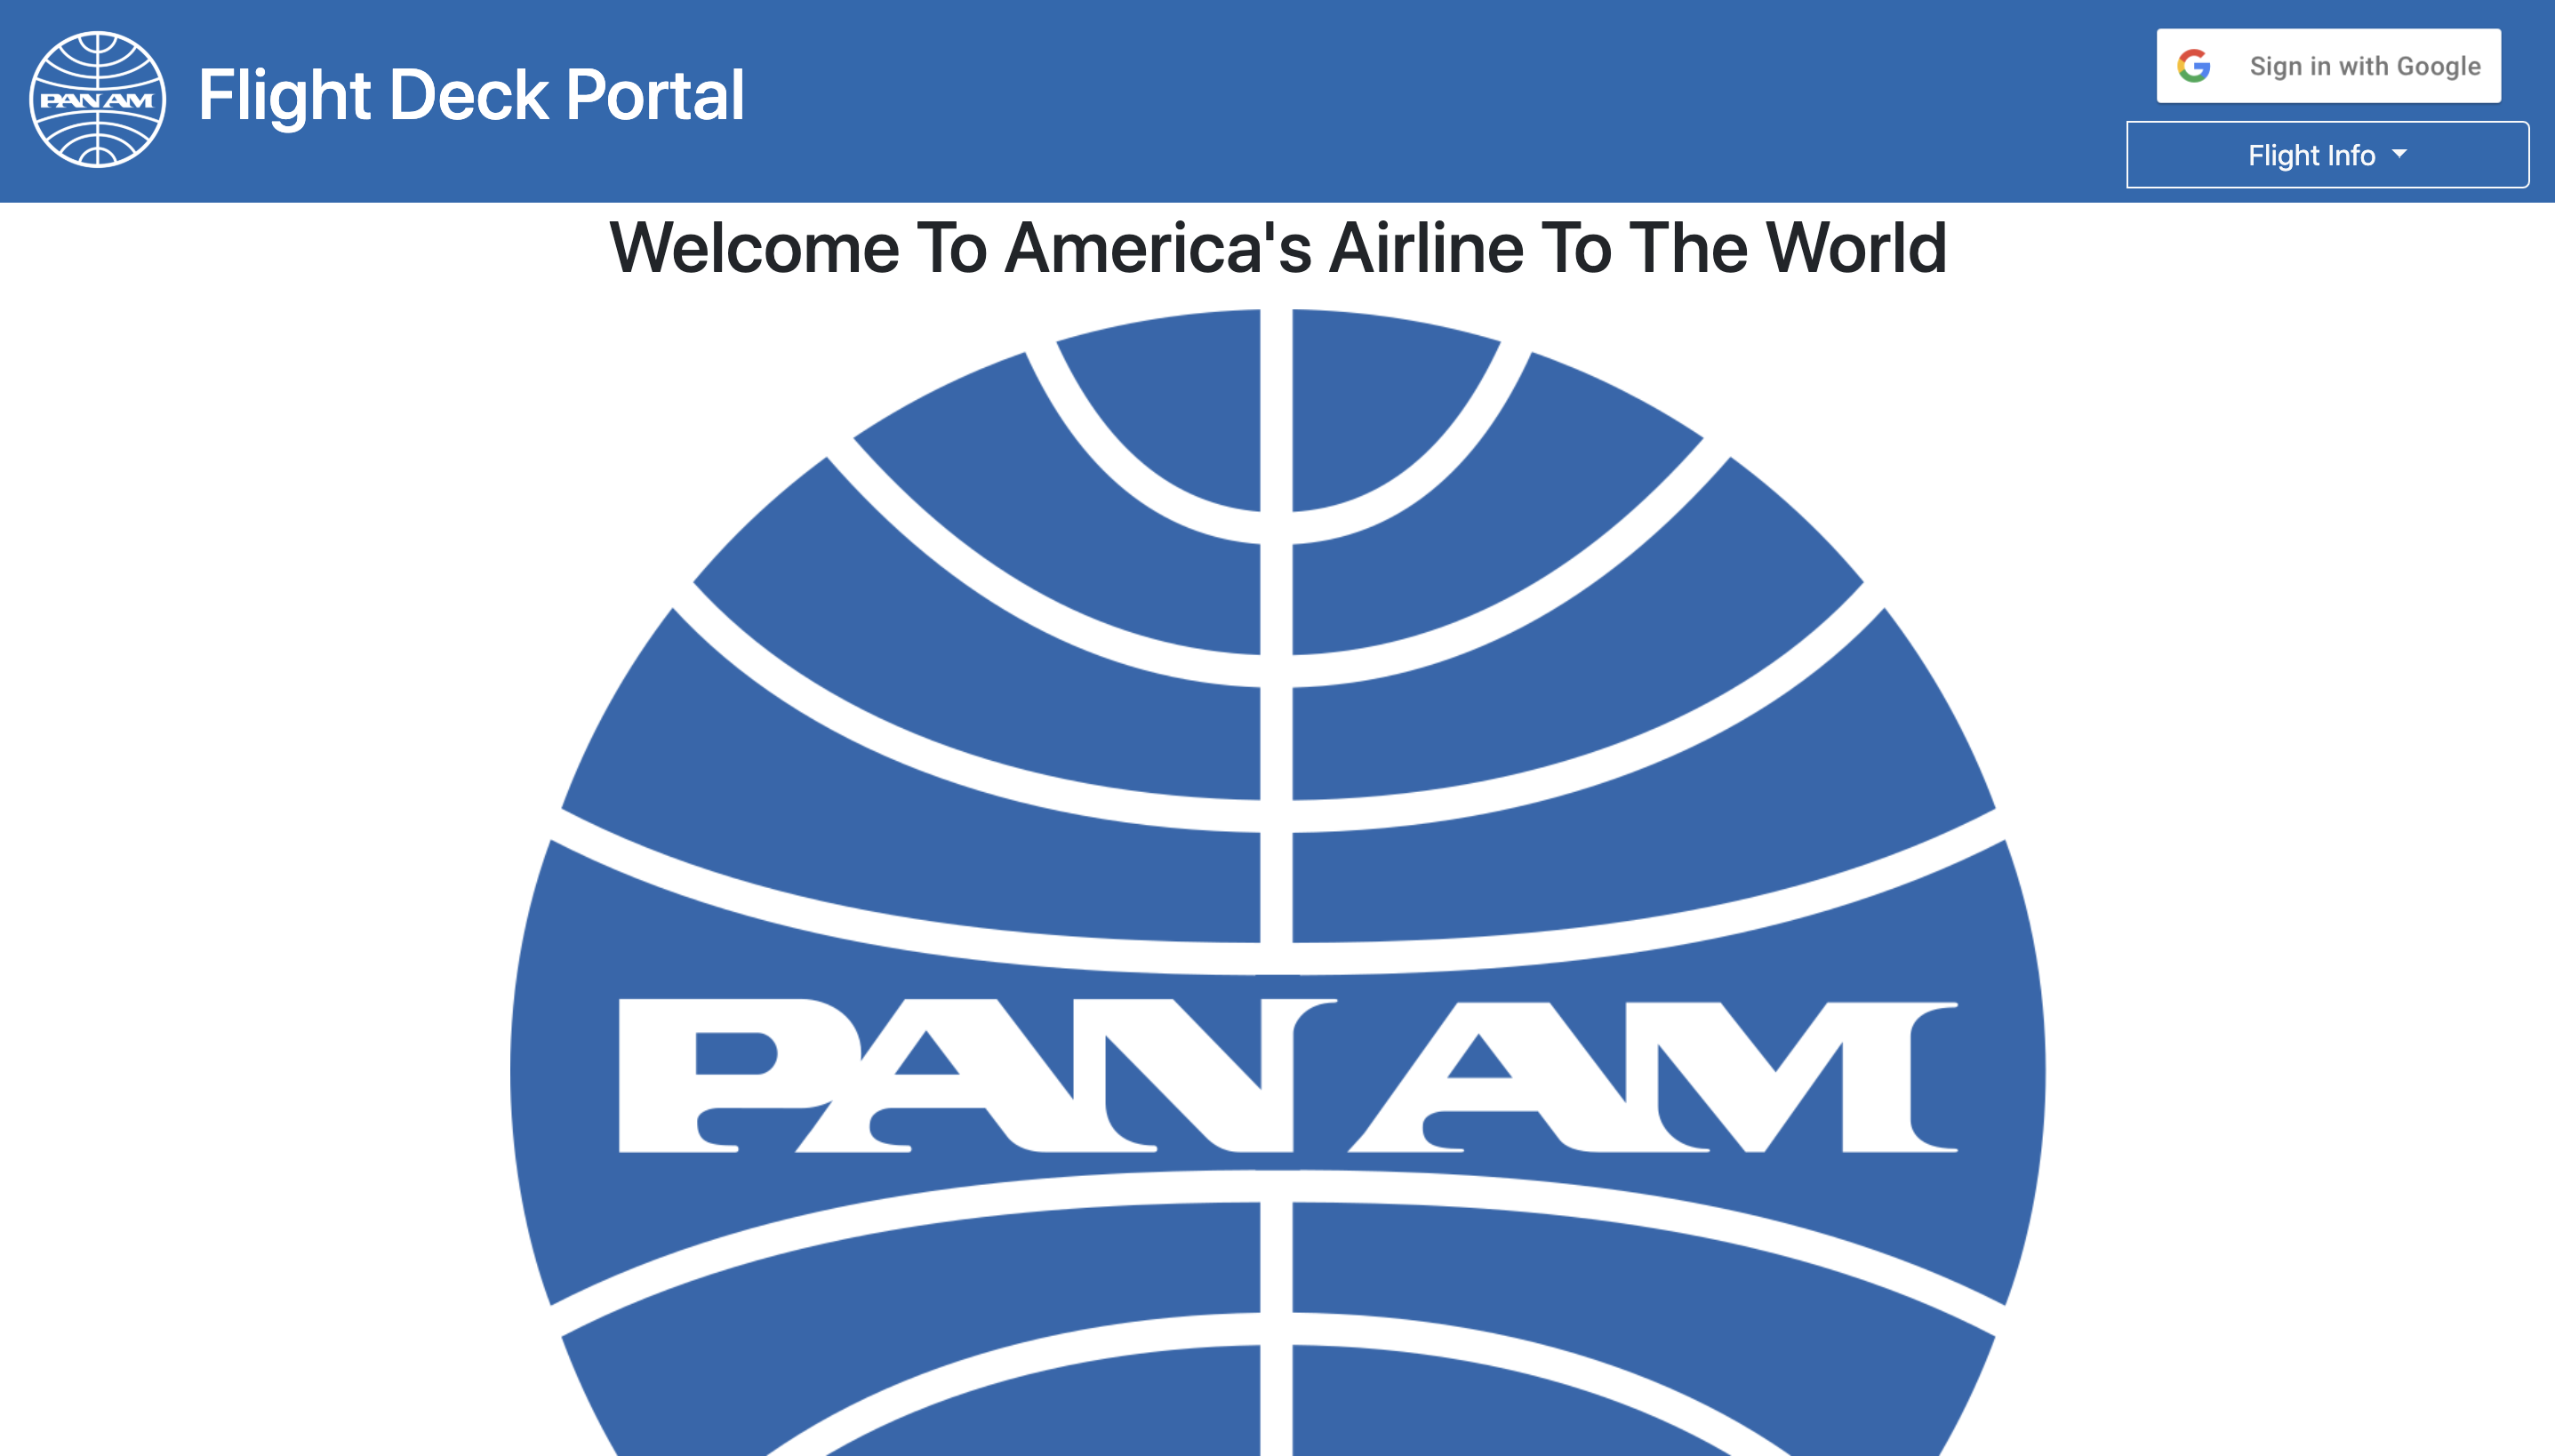 PAN AM
Flight Deck Portal
Sign in with Google
Flight Info
Welcome To America's Airline To The World
PAN AM